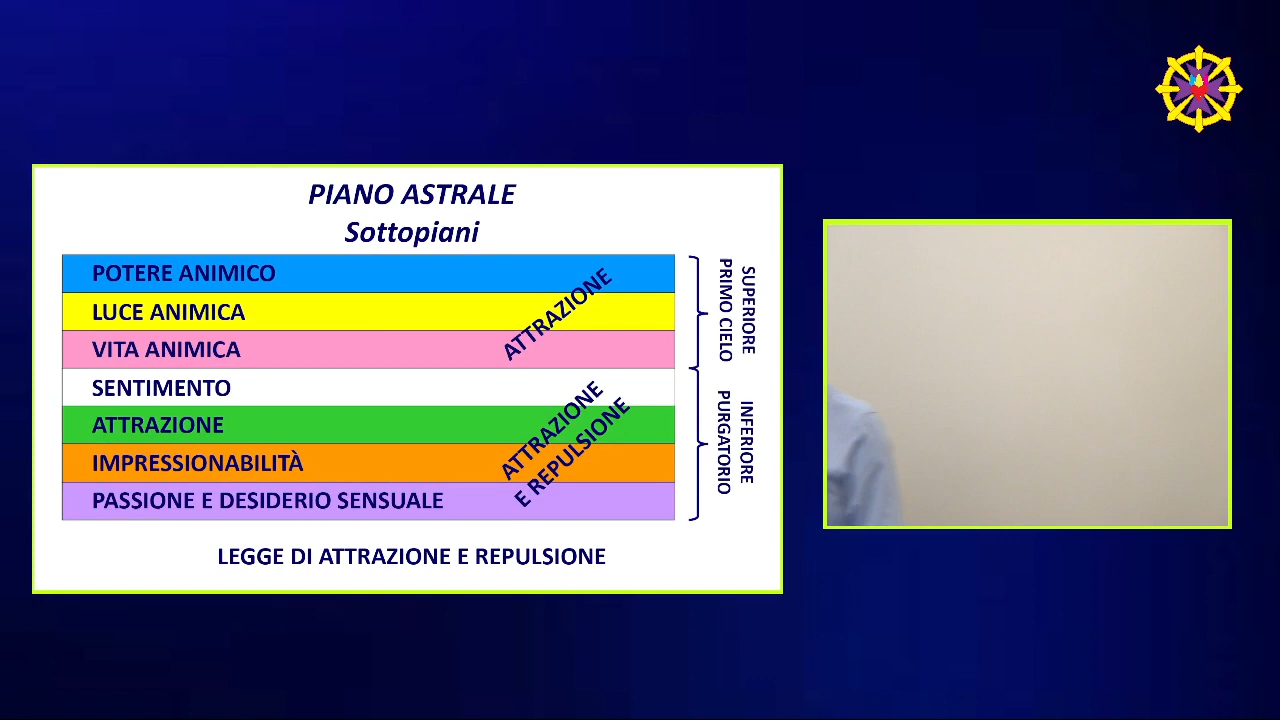 PIANO ASTRALE
Sottopiani
POTERE ANIMICO
LUCE ANIMICA
VITA ANIMICA
SENTIMENTO
ATTRAZIONE
IMPRESSIONABILITÀ
PASSIONE E DESIDERIO SENSUALE
ATTRAZIONE
ATTRAZIONE
E REPULSIONE
SUPERIORE
PRIMO CIELO
INFERIORE
PURGATORIO
LEGGE DI ATTRAZIONE E REPULSIONE